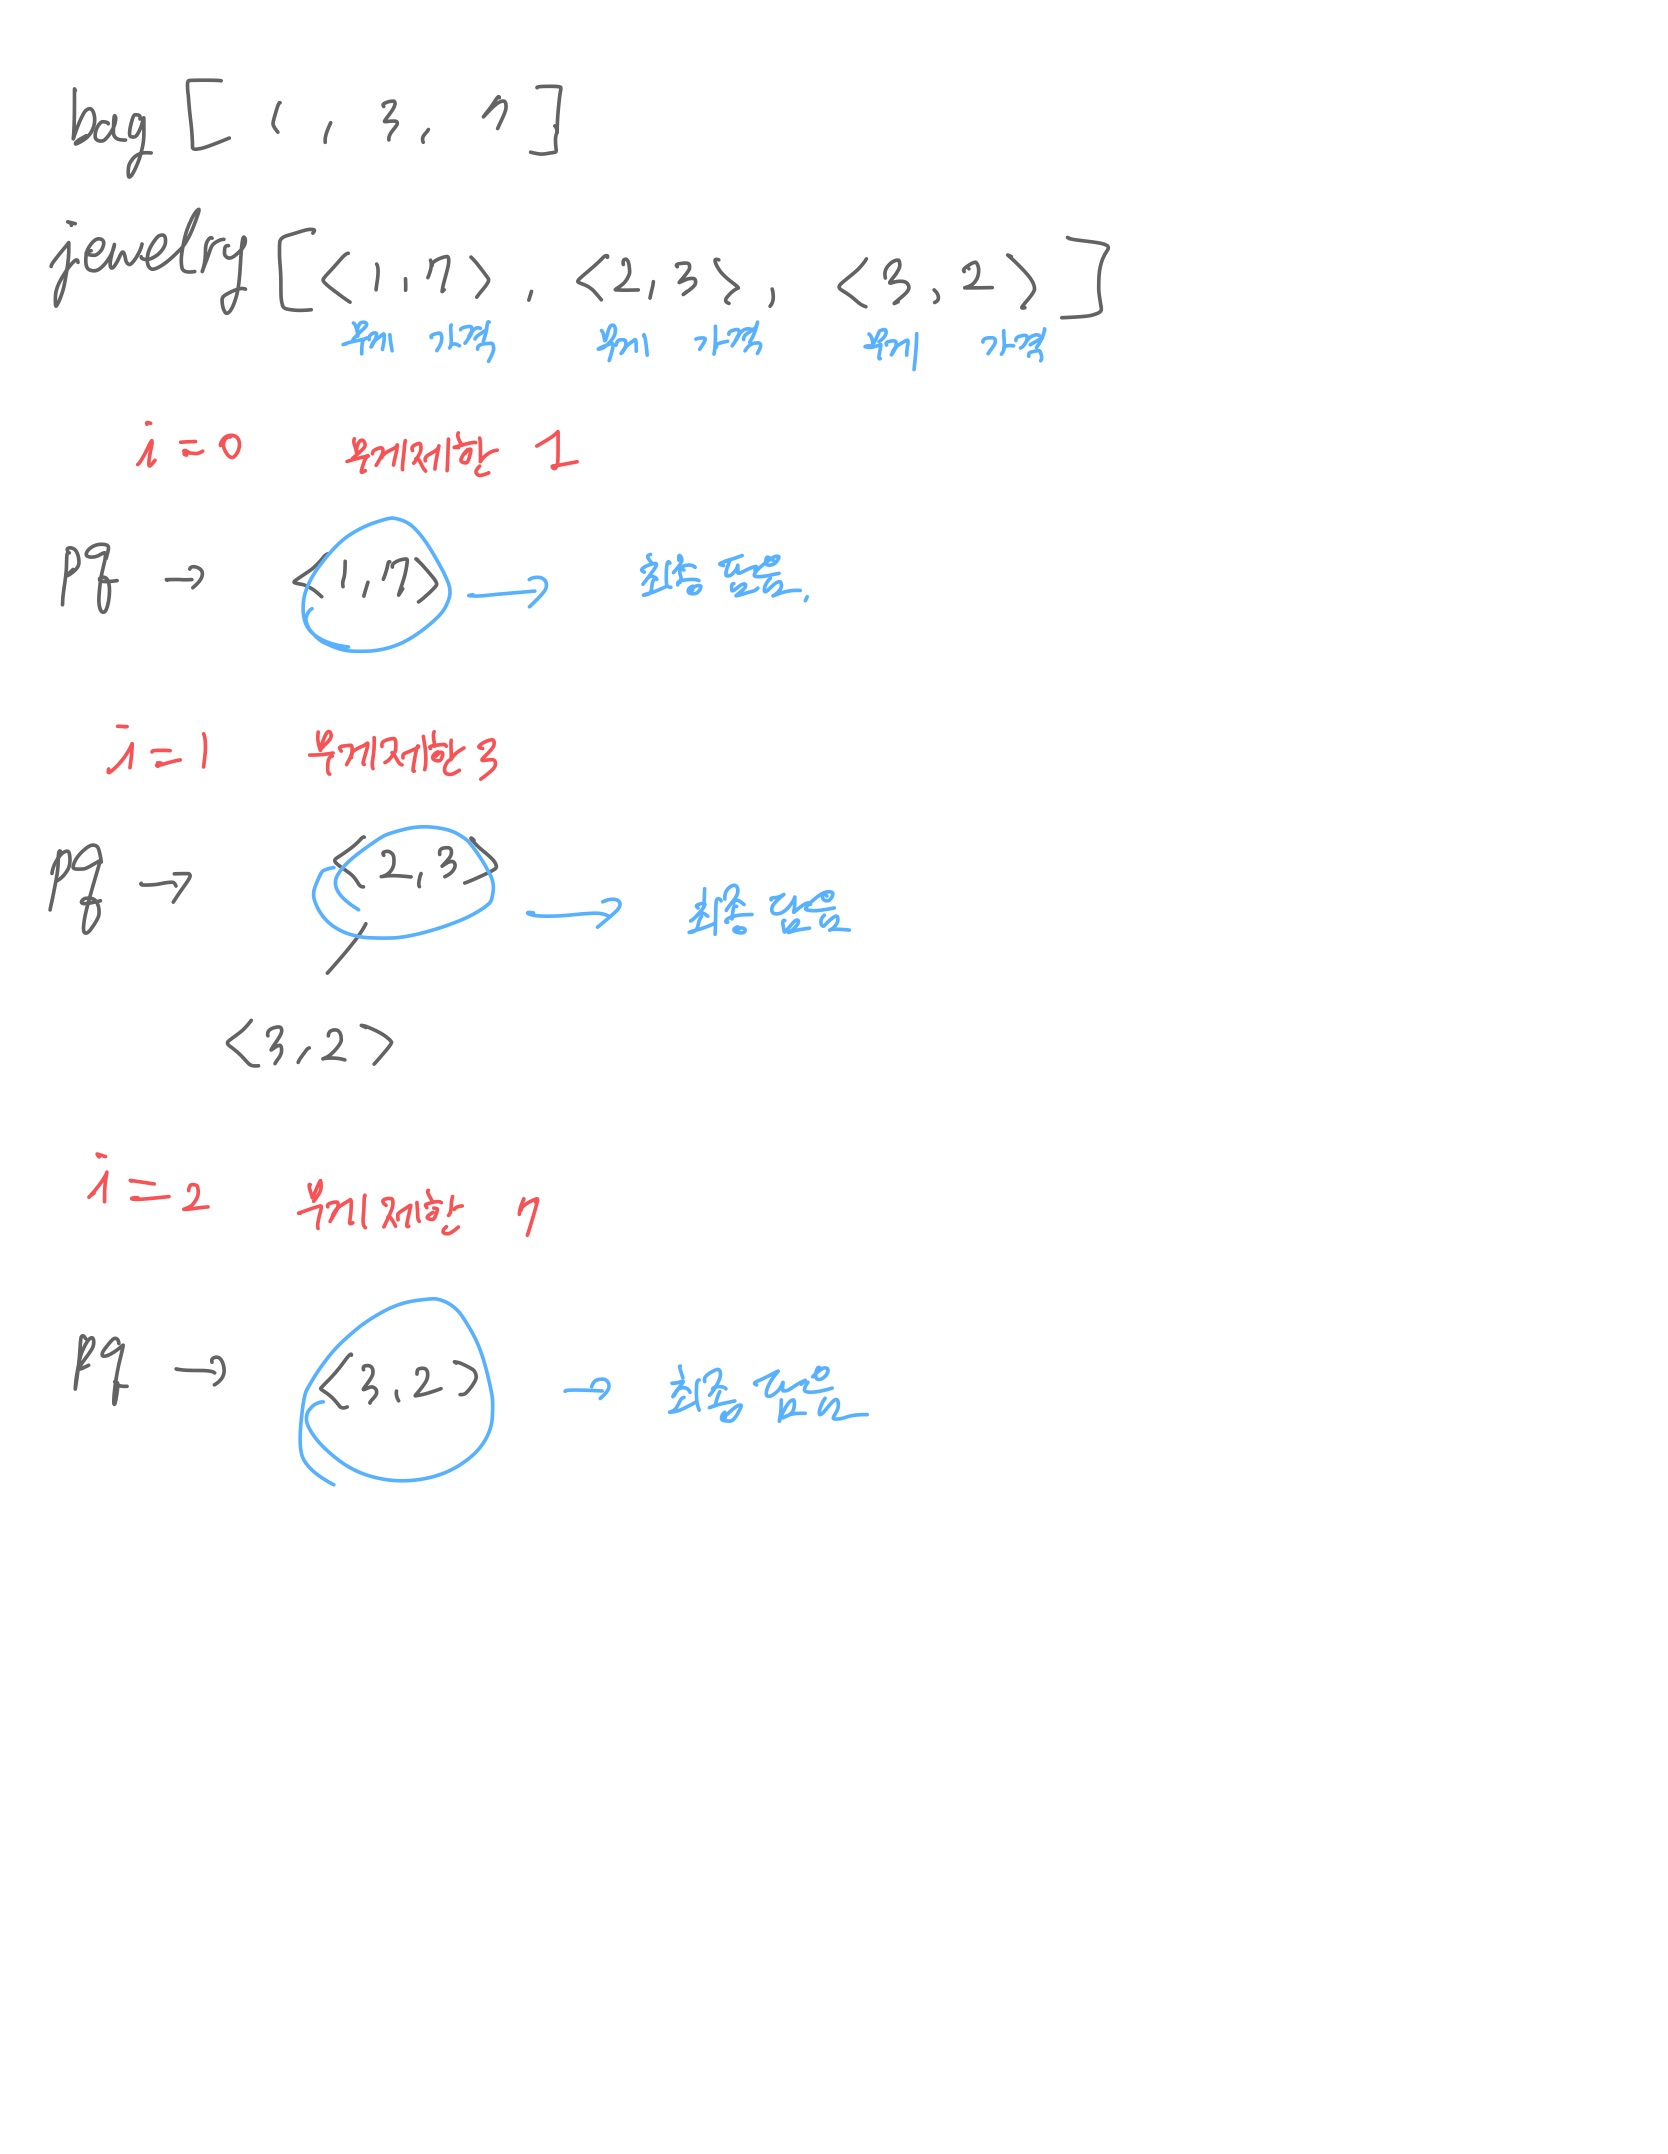 bag [ 1 , 3 , 7 ]
jewelry [ <1,7> , <2,3> , <3,2> ]
무게 가격 무게 가격 무게 가격
i = 0 무게제한 1
pq → <1,7> → 최종 답음.
i = 1 무게제한 3
pq → <2,3> → 최종 답음
<3,2>
i = 2 무게제한 7
pq → <3,2> → 최종 답음